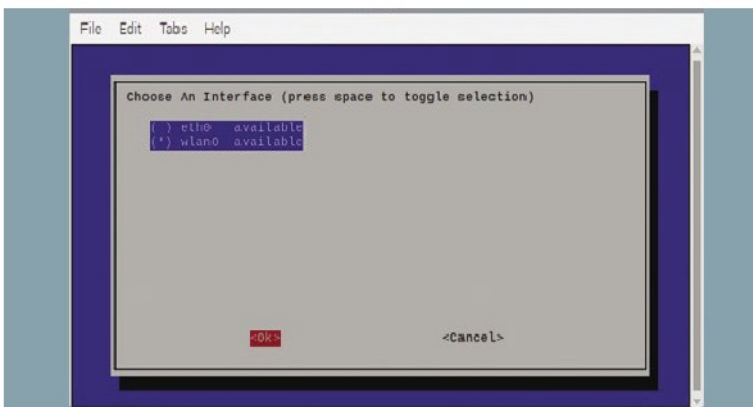 File Edit Tabs Help
Choose An Interface (press space to toggle selection)
( ) eth0 available
(*) wlan0 available
<Ok> <Cancel>